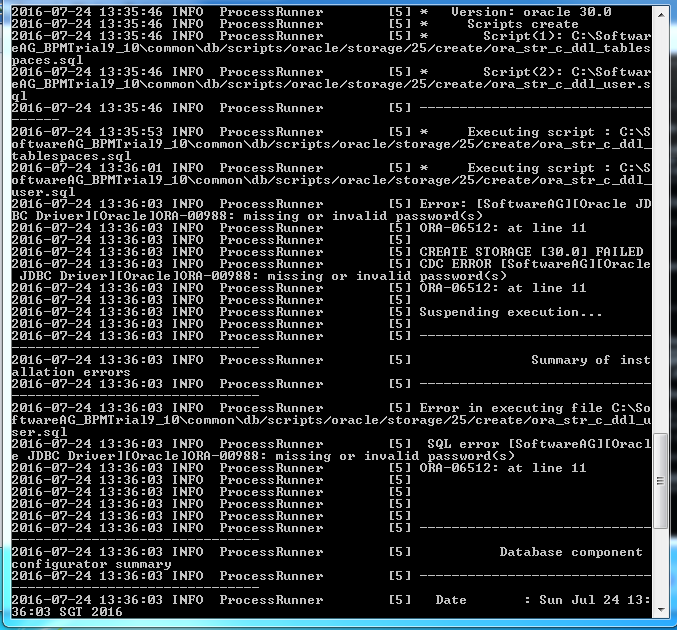 2016-07-24 13:35:46 INFO  ProcessRunner        [5] *   Version: oracle 30.0
2016-07-24 13:35:46 INFO  ProcessRunner        [5] *     Scripts create
2016-07-24 13:35:46 INFO  ProcessRunner        [5] *       Script(1): C:\Softwar
eAG_BPMTrial9_10\common\db/scripts/oracle/storage/25/create/ora_str_c_ddl_tables
paces.sql
2016-07-24 13:35:46 INFO  ProcessRunner        [5] *       Script(2): C:\Softwar
eAG_BPMTrial9_10\common\db/scripts/oracle/storage/25/create/ora_str_c_ddl_user.s
ql
2016-07-24 13:35:46 INFO  ProcessRunner        [5] ------------------------------
------
2016-07-24 13:35:53 INFO  ProcessRunner        [5] *     Executing script : C:\S
oftwareAG_BPMTrial9_10\common\db/scripts/oracle/storage/25/create/ora_str_c_ddl_
tablespaces.sql
2016-07-24 13:36:01 INFO  ProcessRunner        [5] *     Executing script : C:\S
oftwareAG_BPMTrial9_10\common\db/scripts/oracle/storage/25/create/ora_str_c_ddl_
user.sql
2016-07-24 13:36:03 INFO  ProcessRunner        [5] Error: [SoftwareAG][Oracle JD
BC Driver][Oracle]ORA-00988: missing or invalid password(s)
2016-07-24 13:36:03 INFO  ProcessRunner        [5] ORA-06512: at line 11
2016-07-24 13:36:03 INFO  ProcessRunner        [5]
2016-07-24 13:36:03 INFO  ProcessRunner        [5] CREATE STORAGE [30.0] FAILED
2016-07-24 13:36:03 INFO  ProcessRunner        [5] CDC ERROR [SoftwareAG][Oracle
 JDBC Driver][Oracle]ORA-00988: missing or invalid password(s)
2016-07-24 13:36:03 INFO  ProcessRunner        [5] ORA-06512: at line 11
2016-07-24 13:36:03 INFO  ProcessRunner        [5]
2016-07-24 13:36:03 INFO  ProcessRunner        [5] Suspending execution...
2016-07-24 13:36:03 INFO  ProcessRunner        [5]
2016-07-24 13:36:03 INFO  ProcessRunner        [5] ------------------------------
-------------------------------
2016-07-24 13:36:03 INFO  ProcessRunner        [5]               Summary of inst
allation errors
2016-07-24 13:36:03 INFO  ProcessRunner        [5] ------------------------------
-------------------------------
2016-07-24 13:36:03 INFO  ProcessRunner        [5] Error in executing file C:\So
ftwareAG_BPMTrial9_10\common\db/scripts/oracle/storage/25/create/ora_str_c_ddl_u
ser.sql
2016-07-24 13:36:03 INFO  ProcessRunner        [5]  SQL error [SoftwareAG][Oracl
e JDBC Driver][Oracle]ORA-00988: missing or invalid password(s)
2016-07-24 13:36:03 INFO  ProcessRunner        [5] ORA-06512: at line 11
2016-07-24 13:36:03 INFO  ProcessRunner        [5]
2016-07-24 13:36:03 INFO  ProcessRunner        [5]
2016-07-24 13:36:03 INFO  ProcessRunner        [5]
2016-07-24 13:36:03 INFO  ProcessRunner        [5]
2016-07-24 13:36:03 INFO  ProcessRunner        [5] ------------------------------
-------------------------------
2016-07-24 13:36:03 INFO  ProcessRunner        [5]           Database component
configurator summary
2016-07-24 13:36:03 INFO  ProcessRunner        [5] ------------------------------
-------------------------------
2016-07-24 13:36:03 INFO  ProcessRunner        [5]   Date       : Sun Jul 24 13:
36:03 SGT 2016